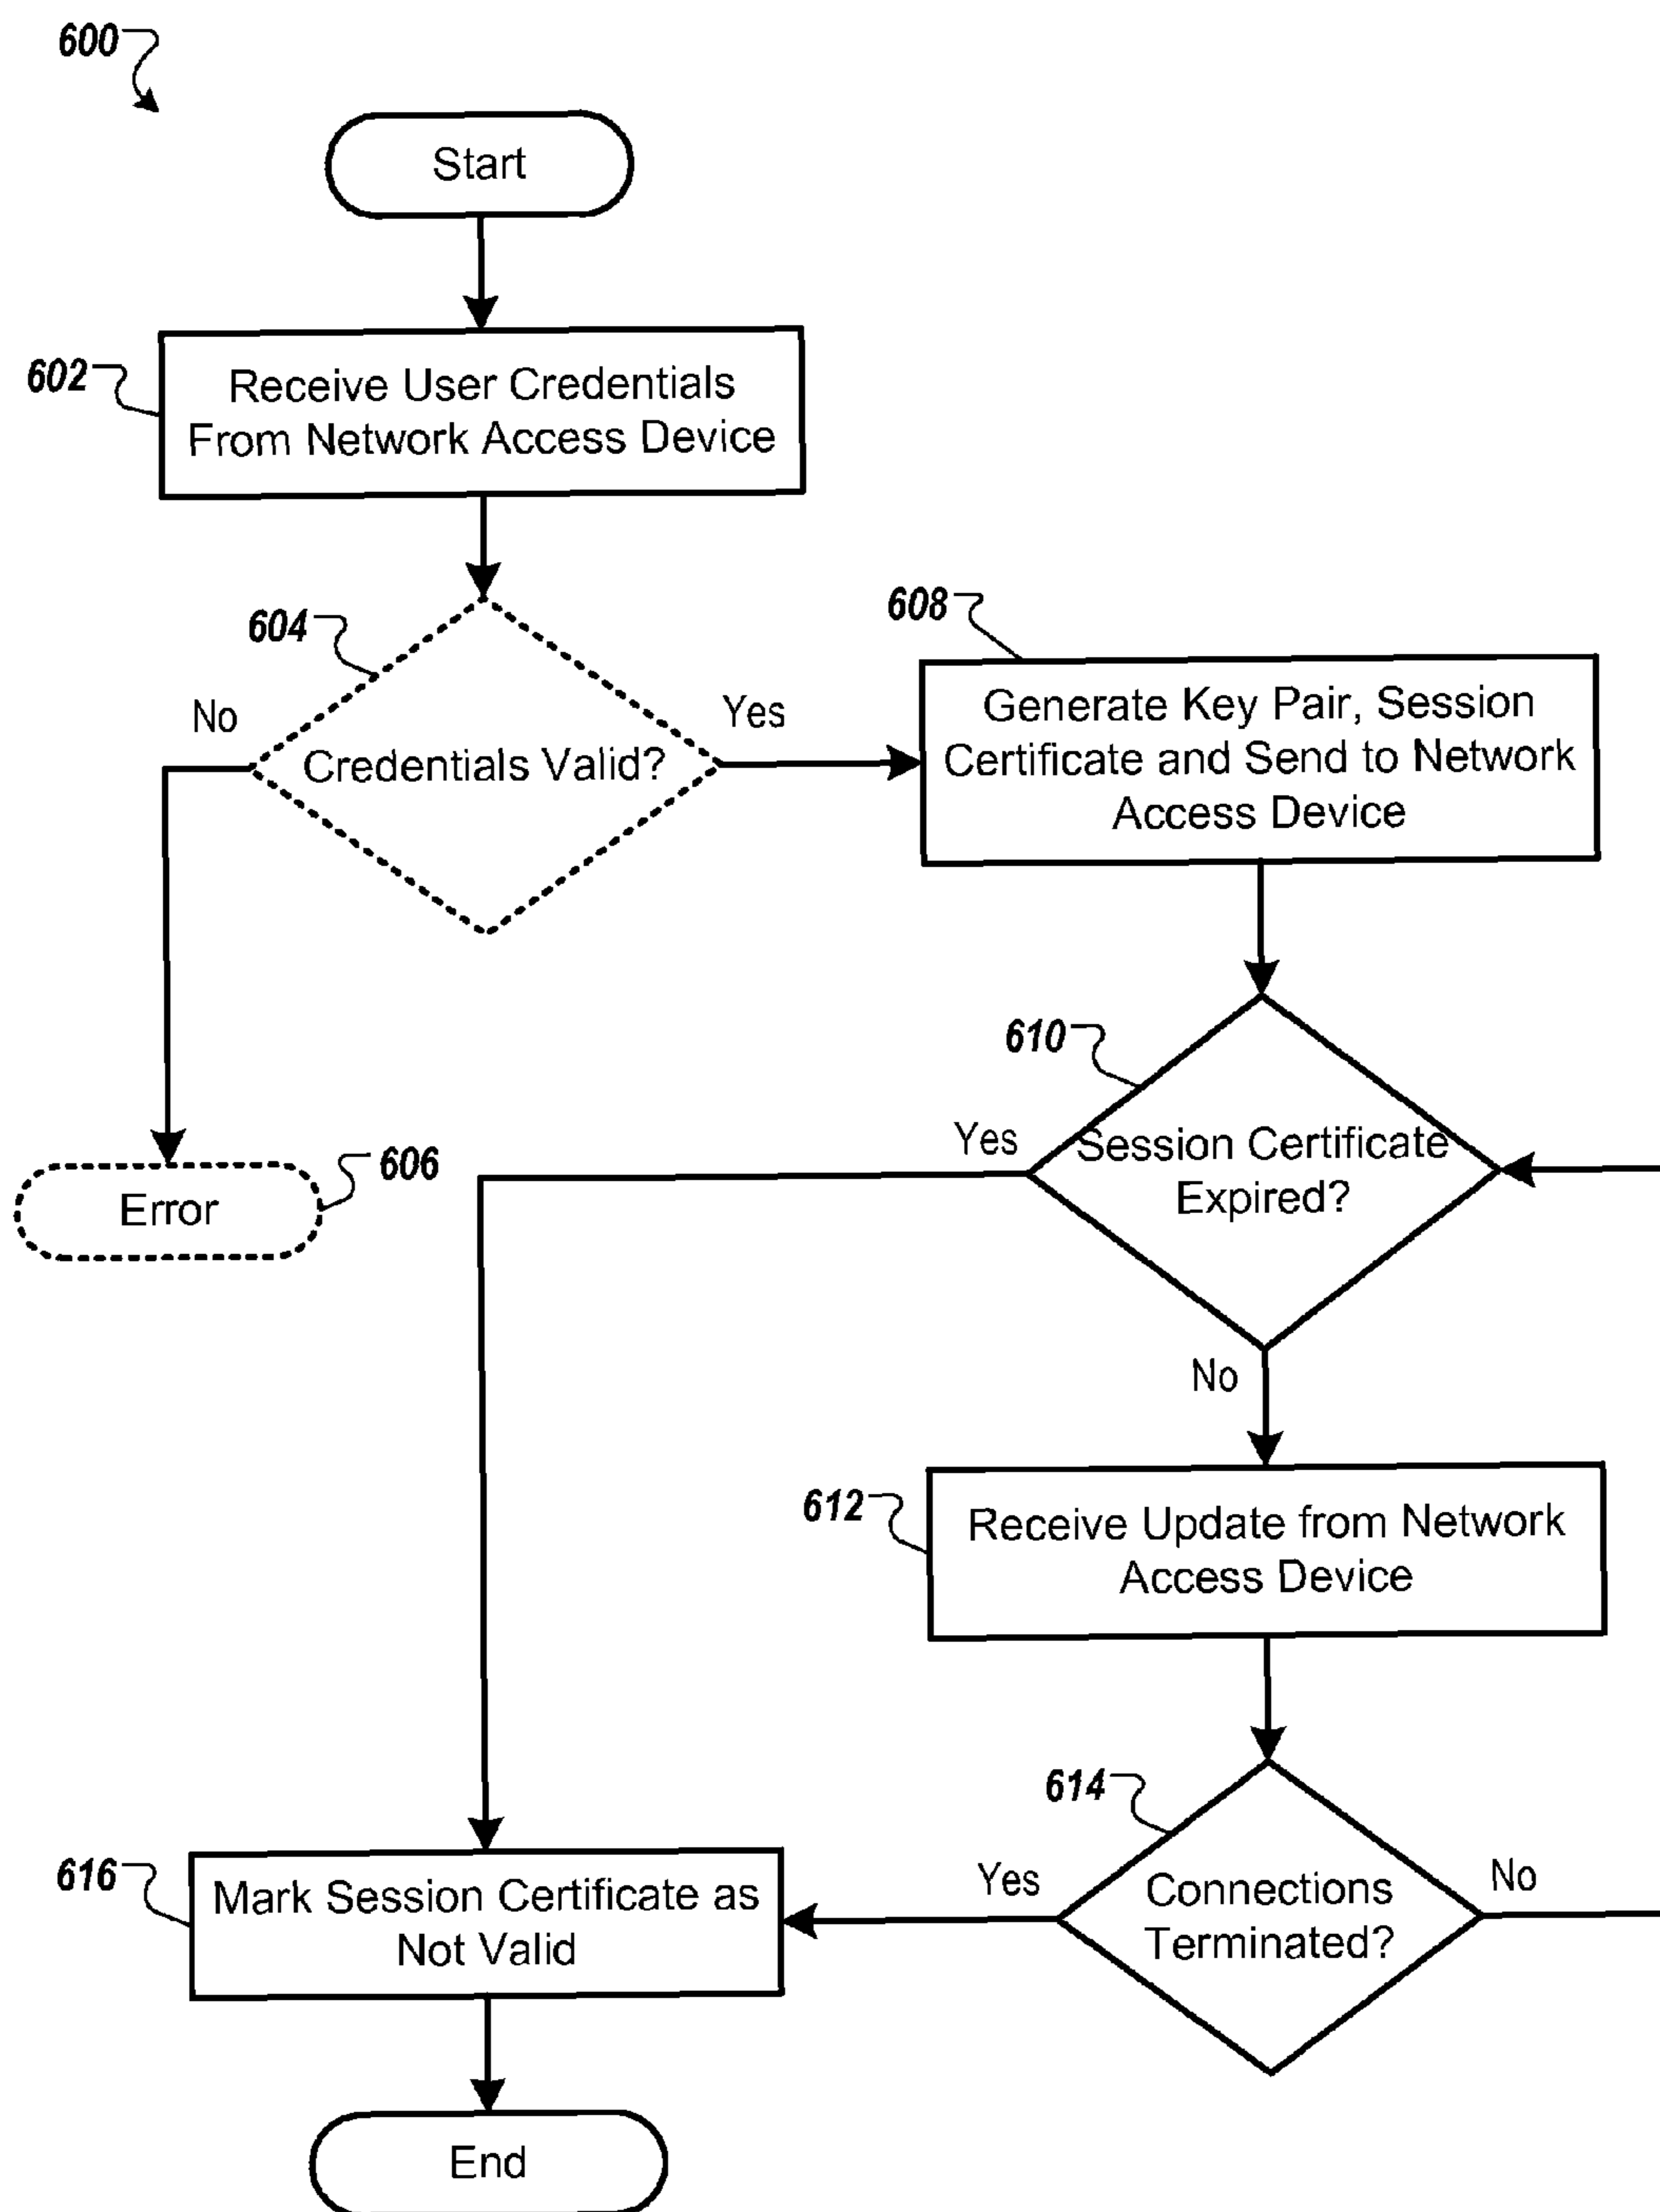 600
Start
602
Receive User Credentials
From Network Access Device
604
No
Credentials Valid?
Yes
608
Generate Key Pair, Session
Certificate and Send to Network
Access Device
606
Error
610
Yes
Session Certificate
Expired?
No
612
Receive Update from Network
Access Device
614
Yes
Connections
Terminated?
No
616
Mark Session Certificate as
Not Valid
End